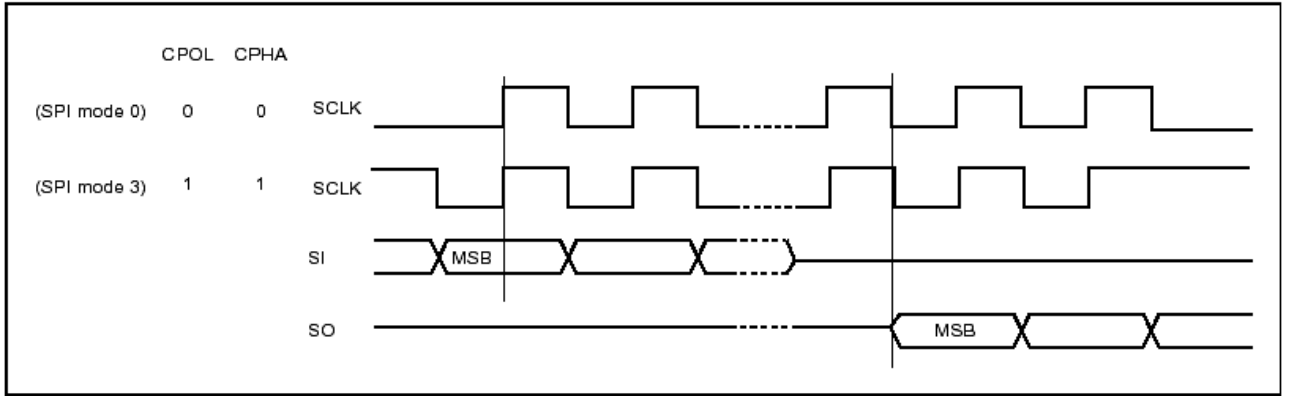 CPOL CPHA
(SPI mode 0) 0 0 SCLK
(SPI mode 3) 1 1 SCLK
SI MSB
SO MSB